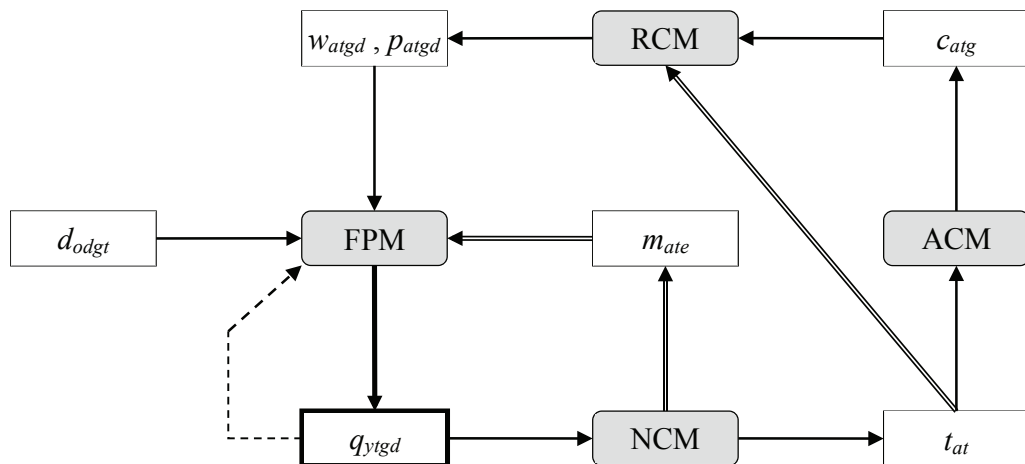 w_atgd , p_atgd
RCM
c_atg
d_odgt
FPM
m_ate
ACM
q_ytgd
NCM
t_at